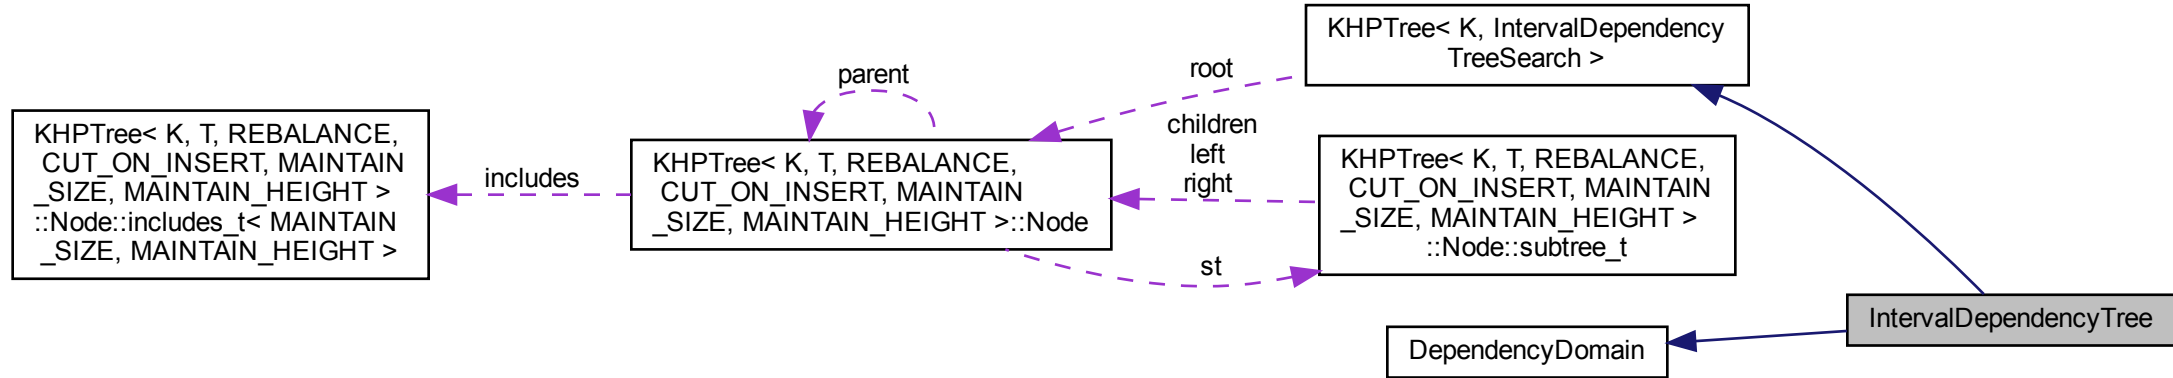 KHPTree< K, T, REBALANCE,
CUT_ON_INSERT, MAINTAIN
_SIZE, MAINTAIN_HEIGHT >
::Node::includes_t< MAINTAIN
_SIZE, MAINTAIN_HEIGHT >
includes
parent
KHPTree< K, T, REBALANCE,
CUT_ON_INSERT, MAINTAIN
_SIZE, MAINTAIN_HEIGHT >::Node
root
children
left
right
st
KHPTree< K, IntervalDependency
TreeSearch >
KHPTree< K, T, REBALANCE,
CUT_ON_INSERT, MAINTAIN
_SIZE, MAINTAIN_HEIGHT >
::Node::subtree_t
DependencyDomain
IntervalDependencyTree